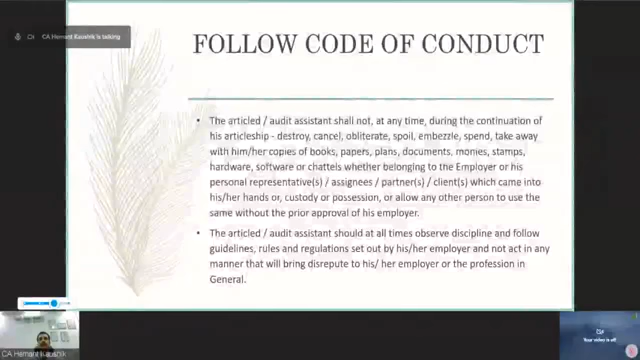 CA Hemant Kaushik is talking
FOLLOW CODE OF CONDUCT
• The articled / audit assistant shall not, at any time, during the continuation of
his articleship - destroy, cancel, obliterate, spoil, embezzle, spend, take away
with him/her copies of books, papers, plans, documents, monies, stamps,
hardware, software or chattels whether belonging to the Employer or his
personal representative(s) / assignees / partner(s) / client(s) which came into
his/her hands or, custody or possession, or allow any other person to use the
same without the prior approval of his employer.
• The articled / audit assistant should at all times observe discipline and follow
guidelines, rules and regulations set out by his/her employer and not act in any
manner that will bring disrepute to his/ her employer or the profession in
General.
CA Hemant Kaushik
Your video is off